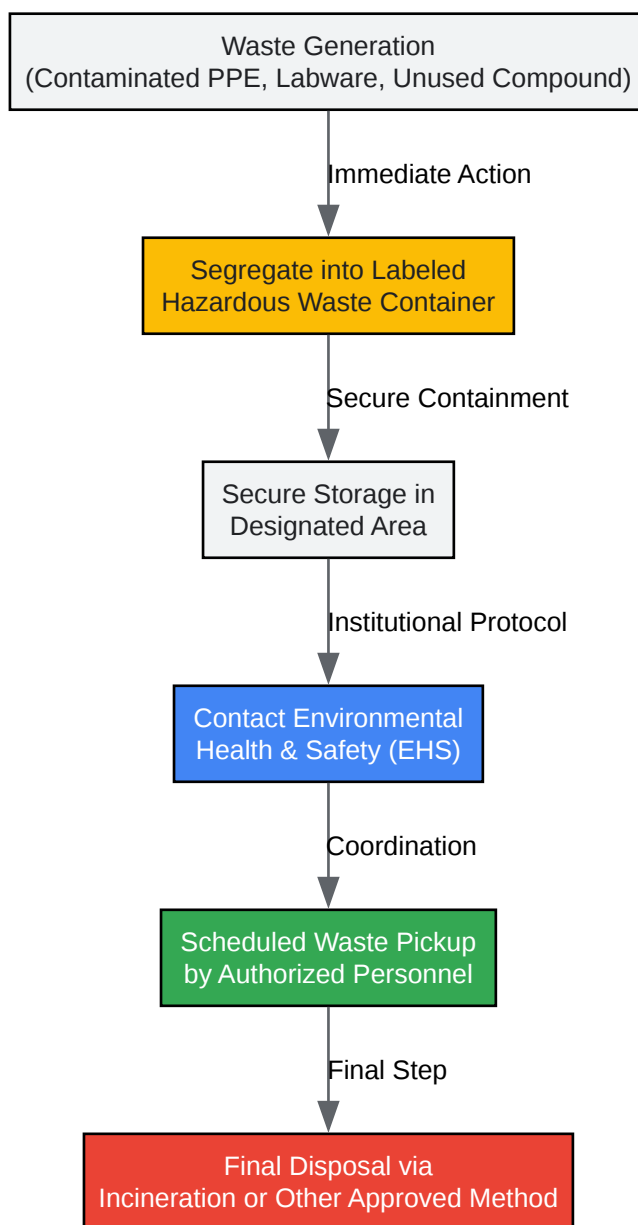 Waste Generation
(Contaminated PPE, Labware, Unused Compound)
Immediate Action
Segregate into Labeled
Hazardous Waste Container
Secure Containment
Secure Storage in
Designated Area
Institutional Protocol
Contact Environmental
Health & Safety (EHS)
Coordination
Scheduled Waste Pickup
by Authorized Personnel
Final Step
Final Disposal via
Incineration or Other Approved Method